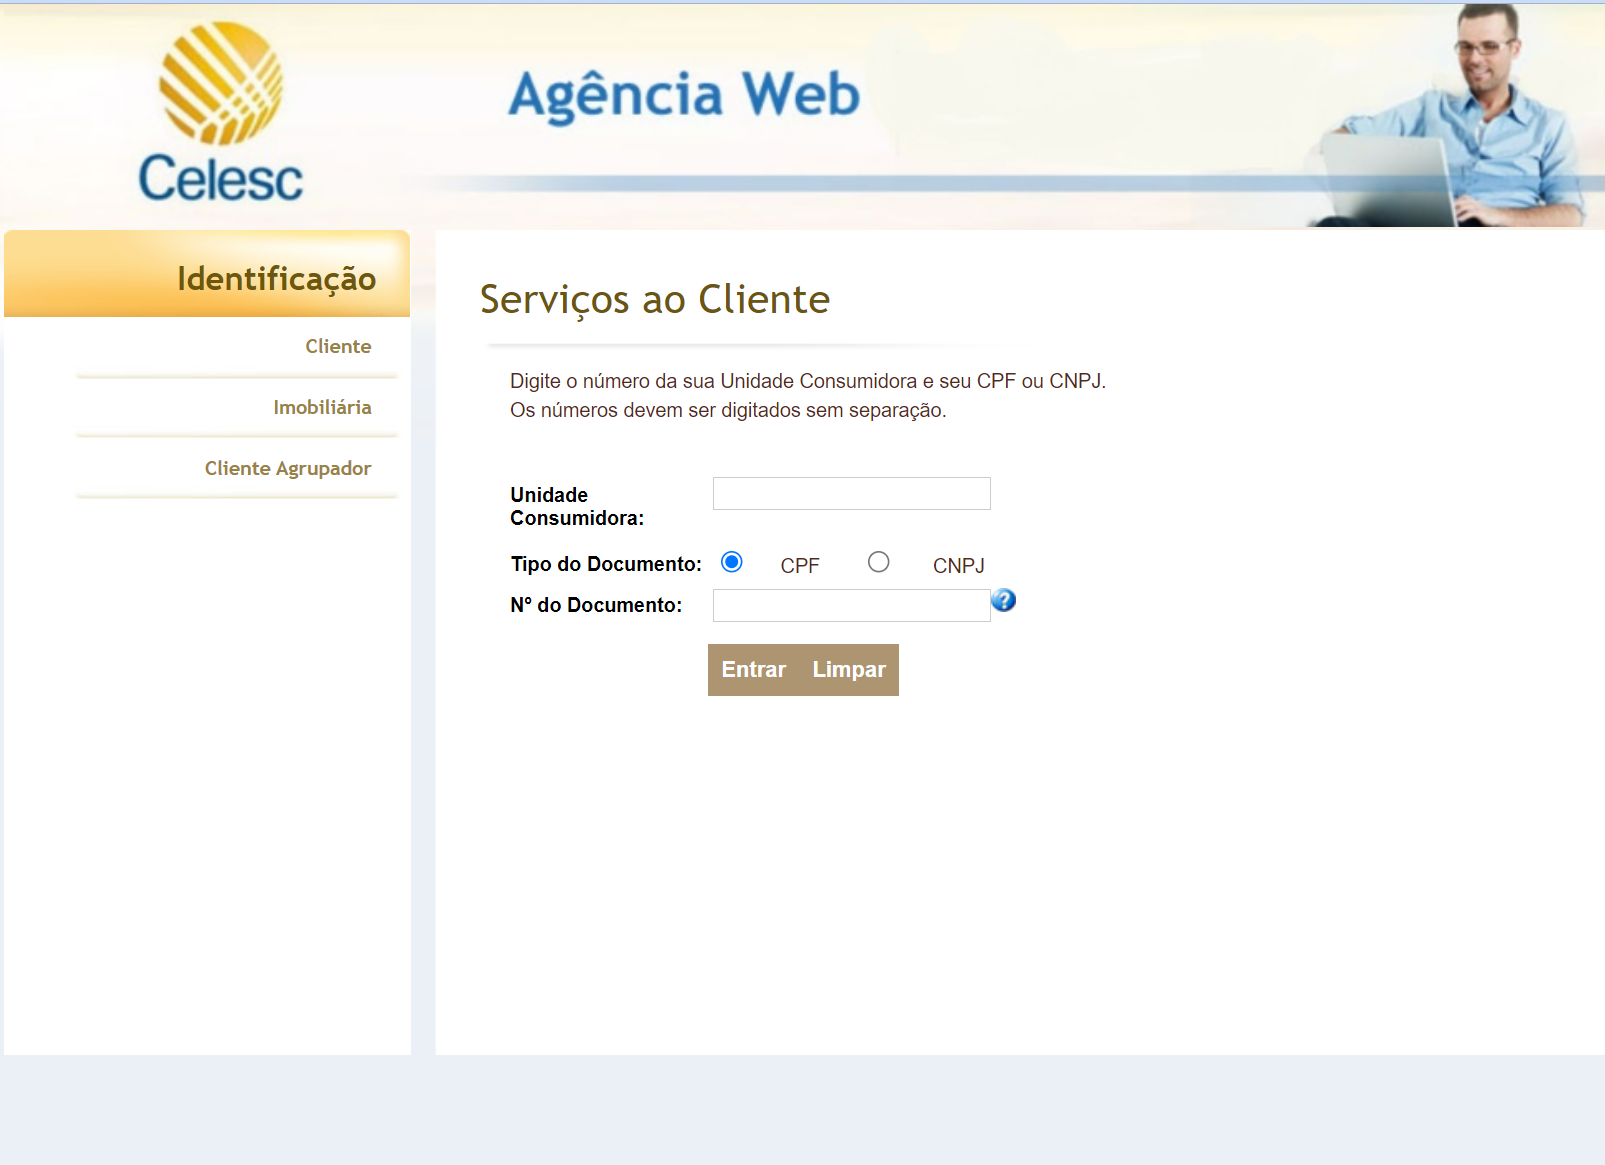 Celesc
Agência Web
Identificação
Cliente
Imobiliária
Cliente Agrupador
Serviços ao Cliente
Digite o número da sua Unidade Consumidora e seu CPF ou CNPJ.
Os números devem ser digitados sem separação.
Unidade
Consumidora:
Tipo do Documento: CPF CNPJ
Nº do Documento: ?
Entrar Limpar